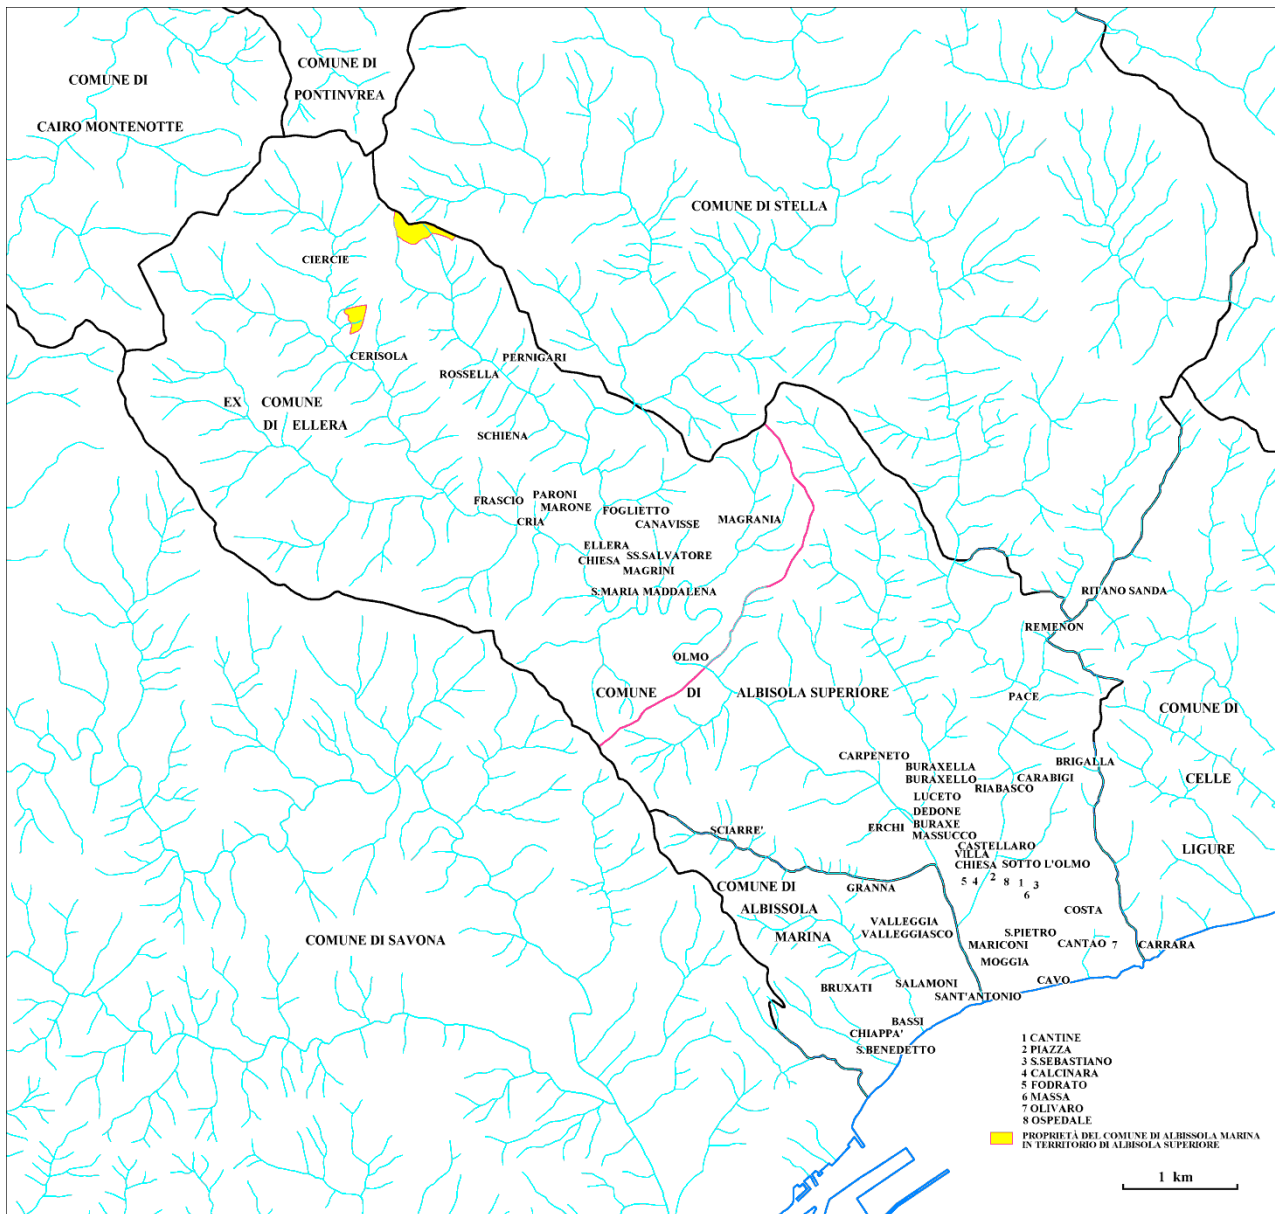 COMUNE DI
PONTINVREA
COMUNE DI
CAIRO MONTENOTTE
COMUNE DI STELLA
CIERCIE
CERISOLA
PERNIGARI
ROSSELLA
EX COMUNE
DI ELLERA
SCHIENA
FRASCIO
PARONI
MARONE
CRIA
FOGLIETTO
CANAVISSE
MAGRANIA
ELLERA
CHIESA
SS.SALVATORE
MAGRINI
S.MARIA MADDALENA
RITANO SANDA
REMENON
OLMO
COMUNE DI ALBISOLA SUPERIORE
PACE
COMUNE DI
CELLE
LIGURE
CARPENETO
BURAXELLA
BURAXELLO
BRIGALLA
CARABIGI
RIABASCO
LUCETO
DEDONE
ERCHI
BURAXE
MASSUCCO
SCIARRE'
CASTELLARO
VILLA
CHIESA
SOTTO L'OLMO
5 4 2 8 1 3
6
GRANNA
COMUNE DI
ALBISSOLA
MARINA
COSTA
VALLEGGIA
VALLEGGIASCO
S.PIETRO
MARICONI
CANTAO 7
CARRARA
MOGGIA
COMUNE DI SAVONA
CAVO
BRUXATI
SALAMONI
SANT'ANTONIO
BASSI
CHIAPPA'
S.BENEDETTO
1 CANTINE
2 PIAZZA
3 S.SEBASTIANO
4 CALCINARA
5 FODRATO
6 MASSA
7 OLIVARO
8 OSPEDALE
PROPRIETÀ DEL COMUNE DI ALBISSOLA MARINA
IN TERRITORIO DI ALBISOLA SUPERIORE
1 km